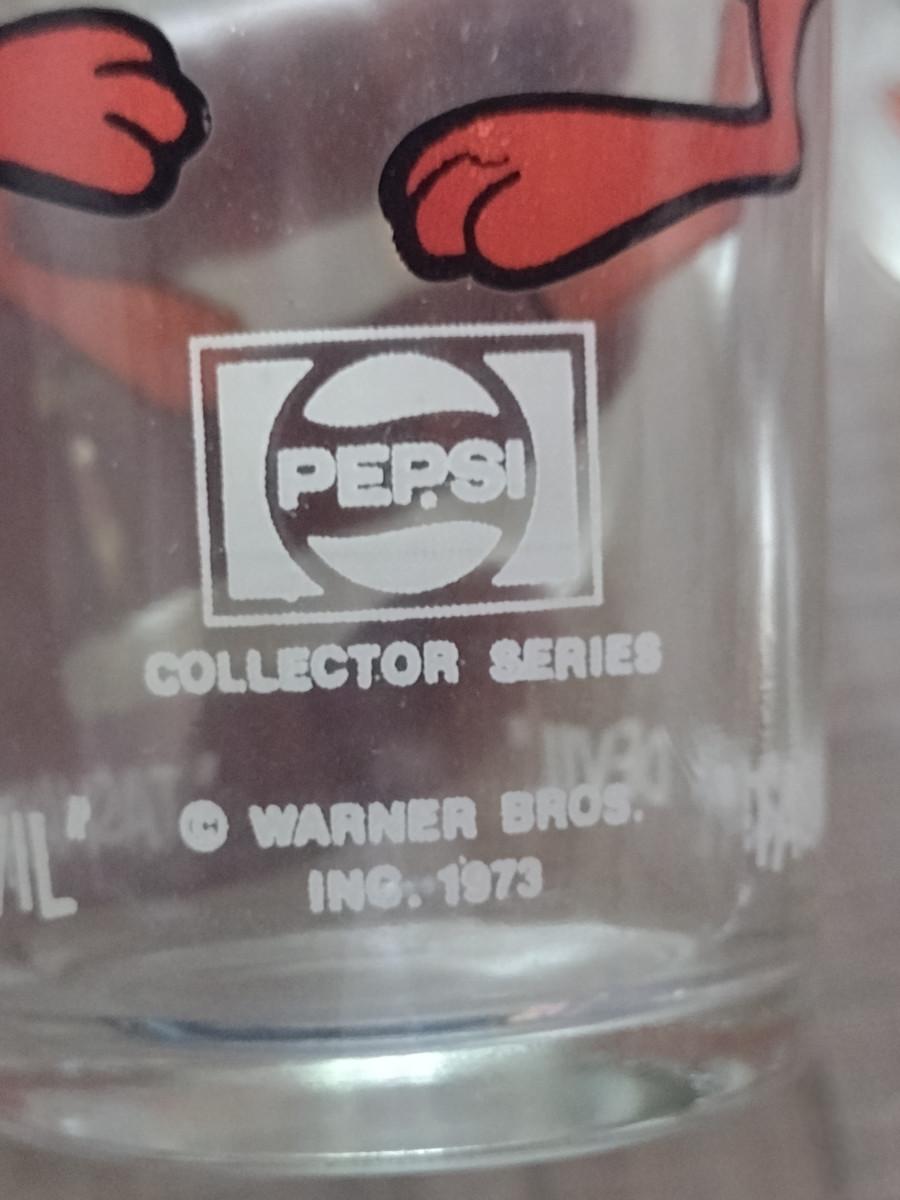 PEPSI
COLLECTOR SERIES
© WARNER BROS.
INC. 1973